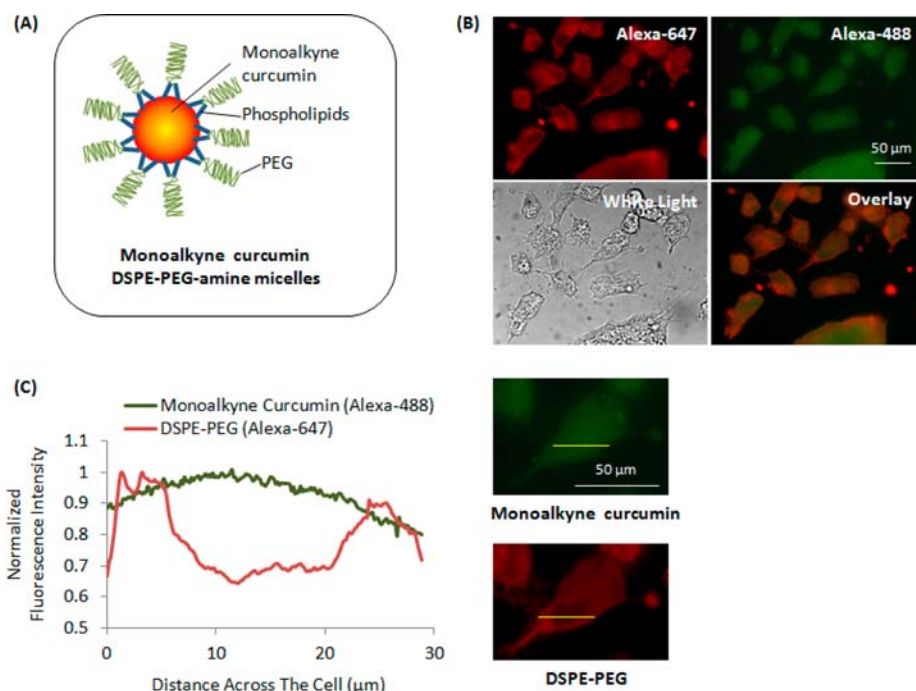 (A)
Monoalkyne
curcumin
Phospholipids
PEG
Monoalkyne curcumin
DSPE-PEG-amine micelles
(B)
Alexa-647
Alexa-488
50 μm
White Light
Overlay
(C)
Monoalkyne Curcumin (Alexa-488)
DSPE-PEG (Alexa-647)
Normalized
Fluorescence Intensity
1.1
1
0.9
0.8
0.7
0.6
0.5
0 10 20 30
Distance Across The Cell (μm)
50 μm
Monoalkyne curcumin
DSPE-PEG